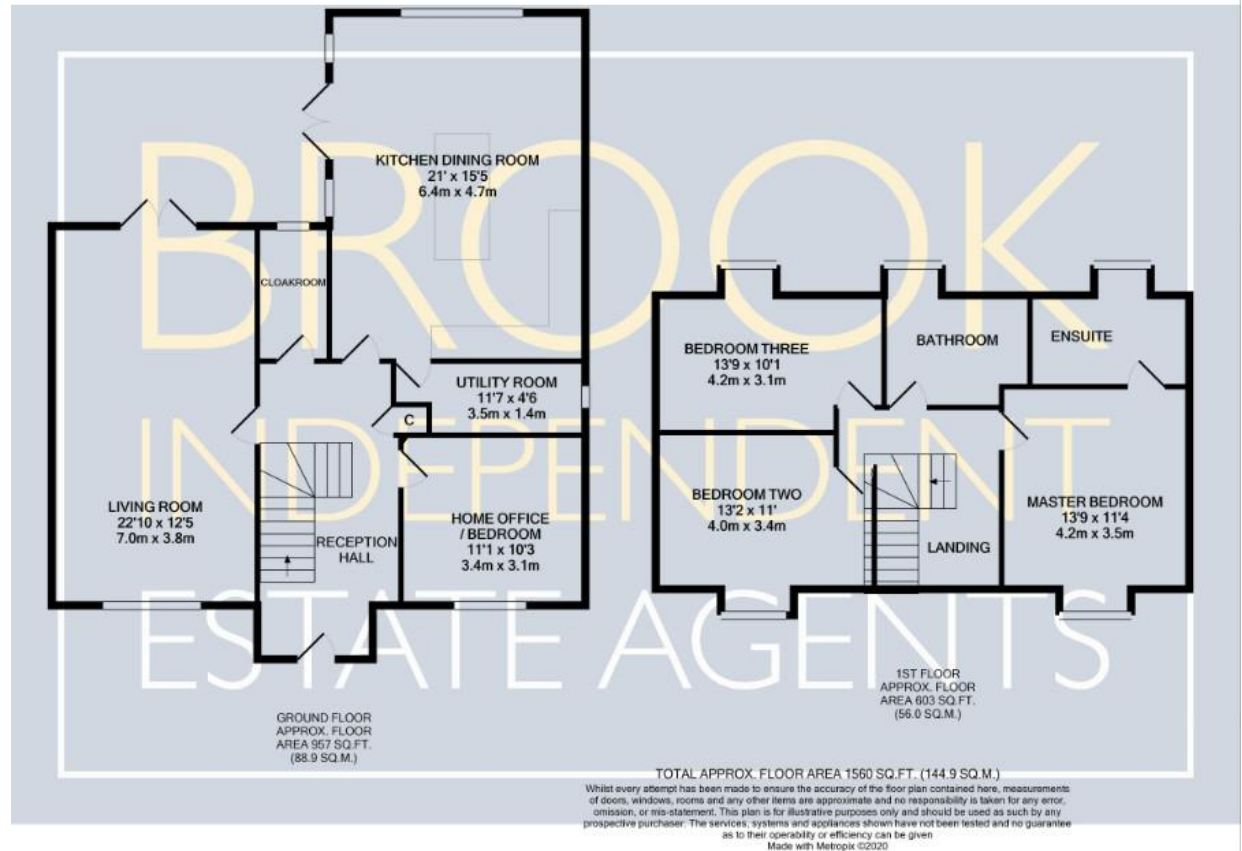 BROOK
INDEPENDENT
ESTATE AGENTS
KITCHEN DINING ROOM
21' x 15'5
6.4m x 4.7m
CLOAKROOM
UTILITY ROOM
11'7 x 4'6
3.5m x 1.4m
C
LIVING ROOM
22'10 x 12'5
7.0m x 3.8m
RECEPTION
HALL
HOME OFFICE
/ BEDROOM
11'1 x 10'3
3.4m x 3.1m
GROUND FLOOR
APPROX. FLOOR
AREA 957 SQ.FT.
(88.9 SQ.M.)
BEDROOM THREE
13'9 x 10'1
4.2m x 3.1m
BATHROOM
ENSUITE
BEDROOM TWO
13'2 x 11'
4.0m x 3.4m
LANDING
MASTER BEDROOM
13'9 x 11'4
4.2m x 3.5m
1ST FLOOR
APPROX. FLOOR
AREA 603 SQ.FT.
(56.0 SQ.M.)
TOTAL APPROX. FLOOR AREA 1560 SQ.FT. (144.9 SQ.M.)
Whilst every attempt has been made to ensure the accuracy of the floor plan contained here, measurements
of doors, windows, rooms and any other items are approximate and no responsibility is taken for any error,
omission, or mis-statement. This plan is for illustrative purposes only and should be used as such by any
prospective purchaser. The services, systems and appliances shown have not been tested and no guarantee
as to their operability or efficiency can be given
Made with Metropix ©2020